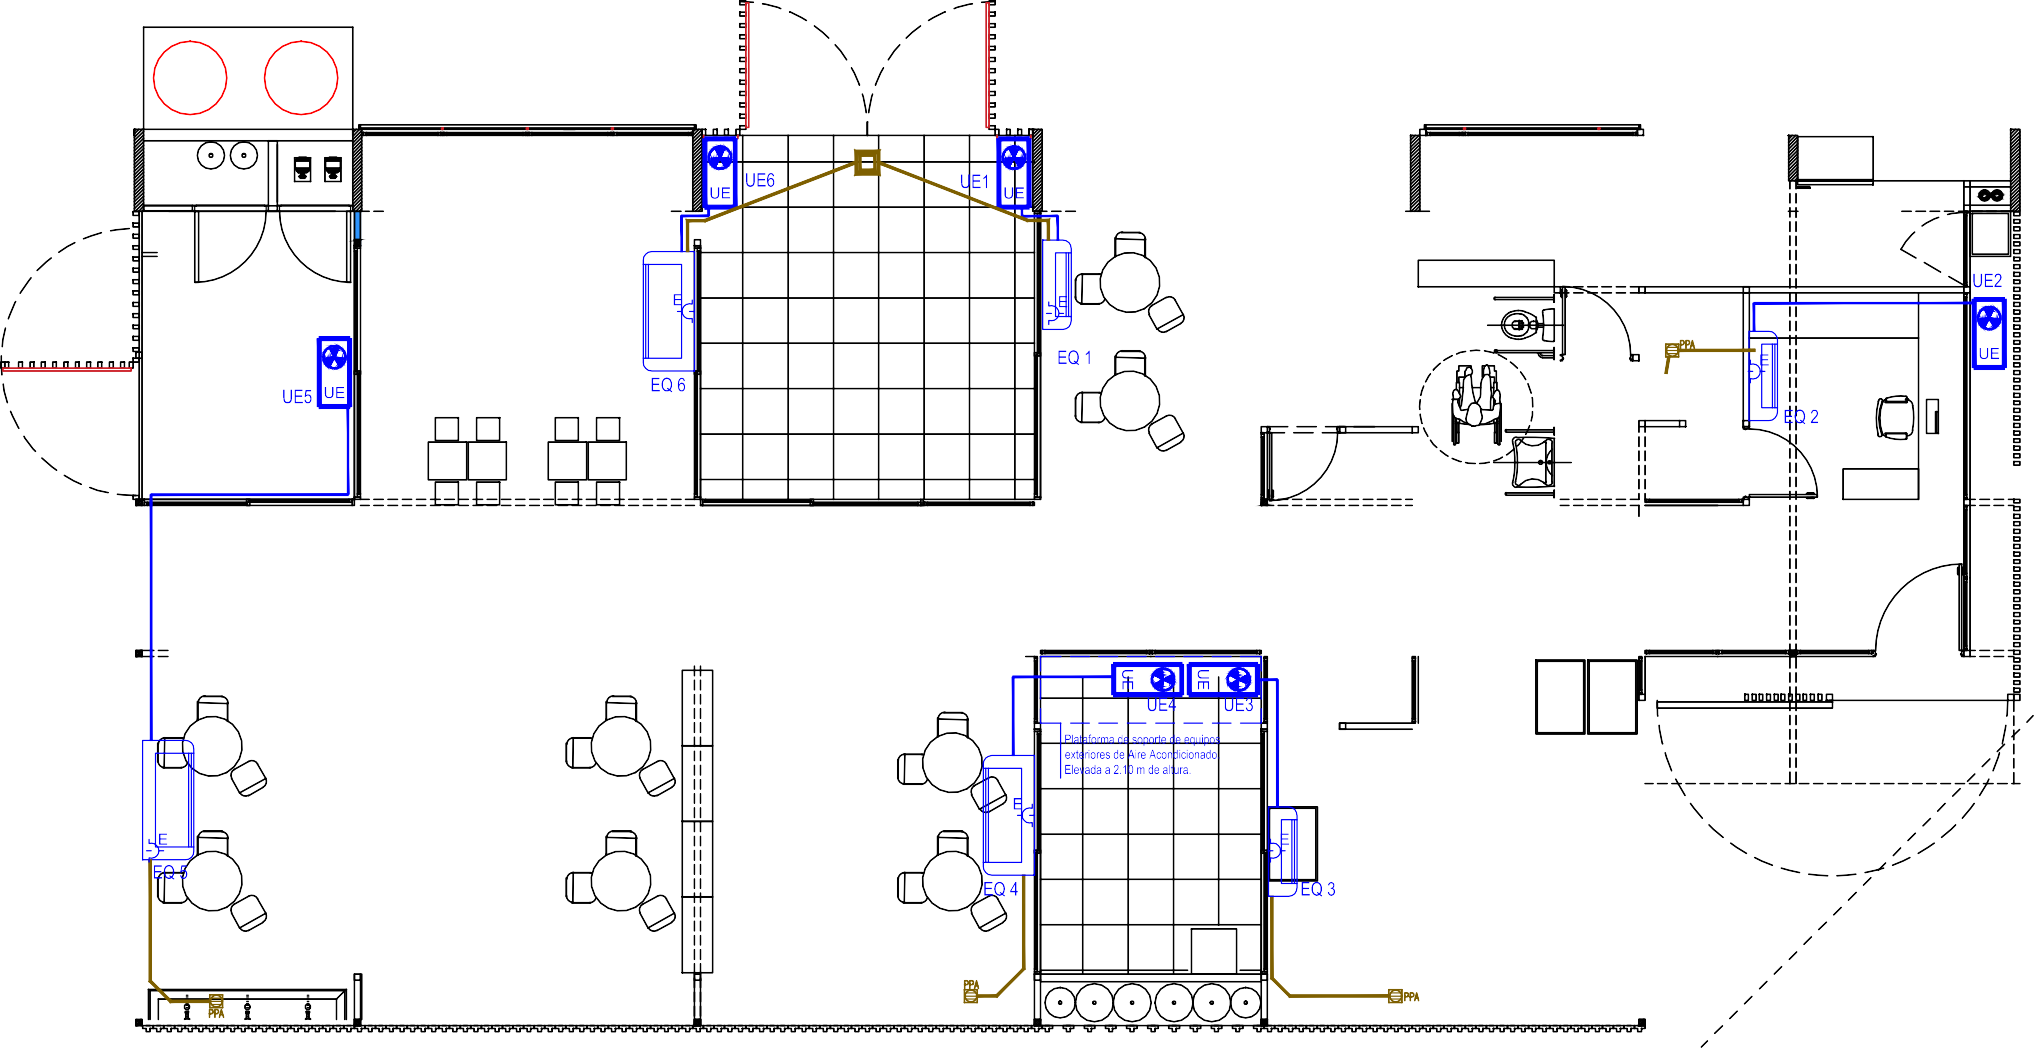 UE6
UE1
UE
UE
UE2
E
E
EQ 1
EQ 6
PPA
E
UE
UE
UE5
EQ 2
UE
UE
UE4
UE3
Plataforma de soporte de equipos
exteriores de Aire Acondicionado.
Elevada a 2.10 m de altura.
E
E
E
EQ 5
EQ 4
EQ 3
PPA
PPA
PPA